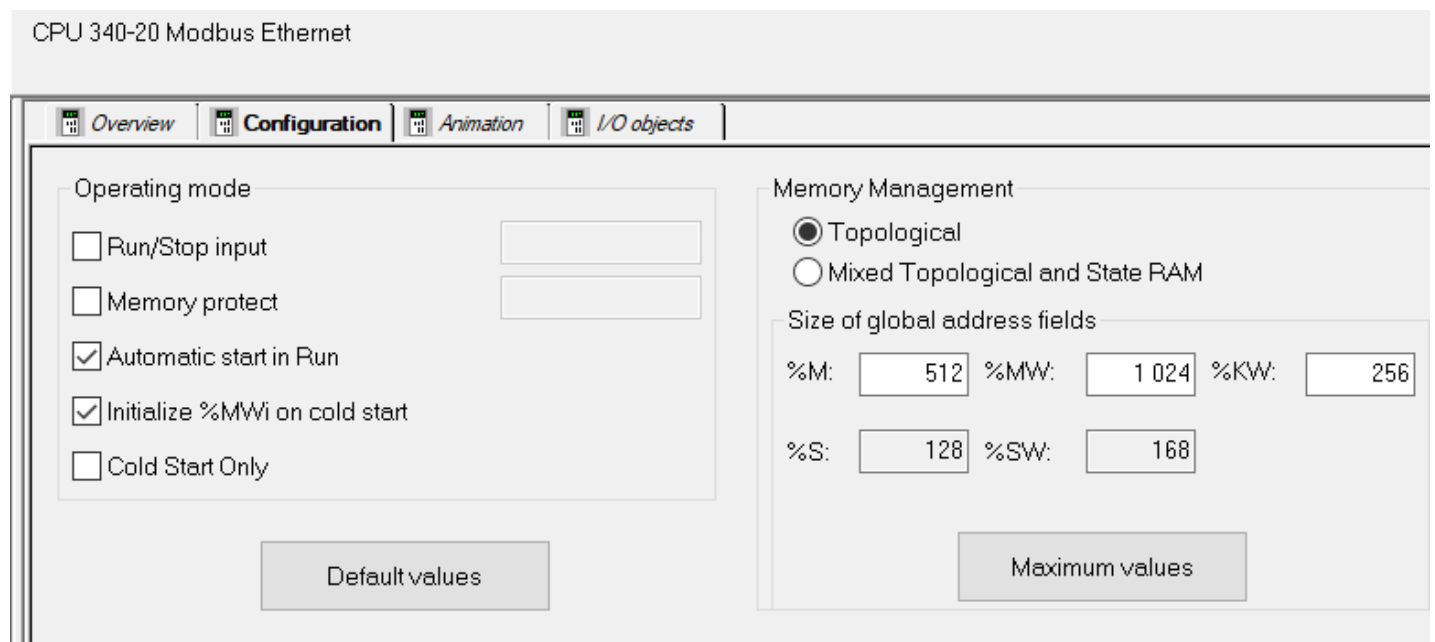 CPU 340-20 Modbus Ethernet
Overview Configuration Animation I/O objects
Operating mode
Run/Stop input
Memory protect
Automatic start in Run
Initialize %MWi on cold start
Cold Start Only
Default values
Memory Management
Topological
Mixed Topological and State RAM
Size of global address fields
%M: 512 %MW: 1 024 %KW: 256
%S: 128 %SW: 168
Maximum values